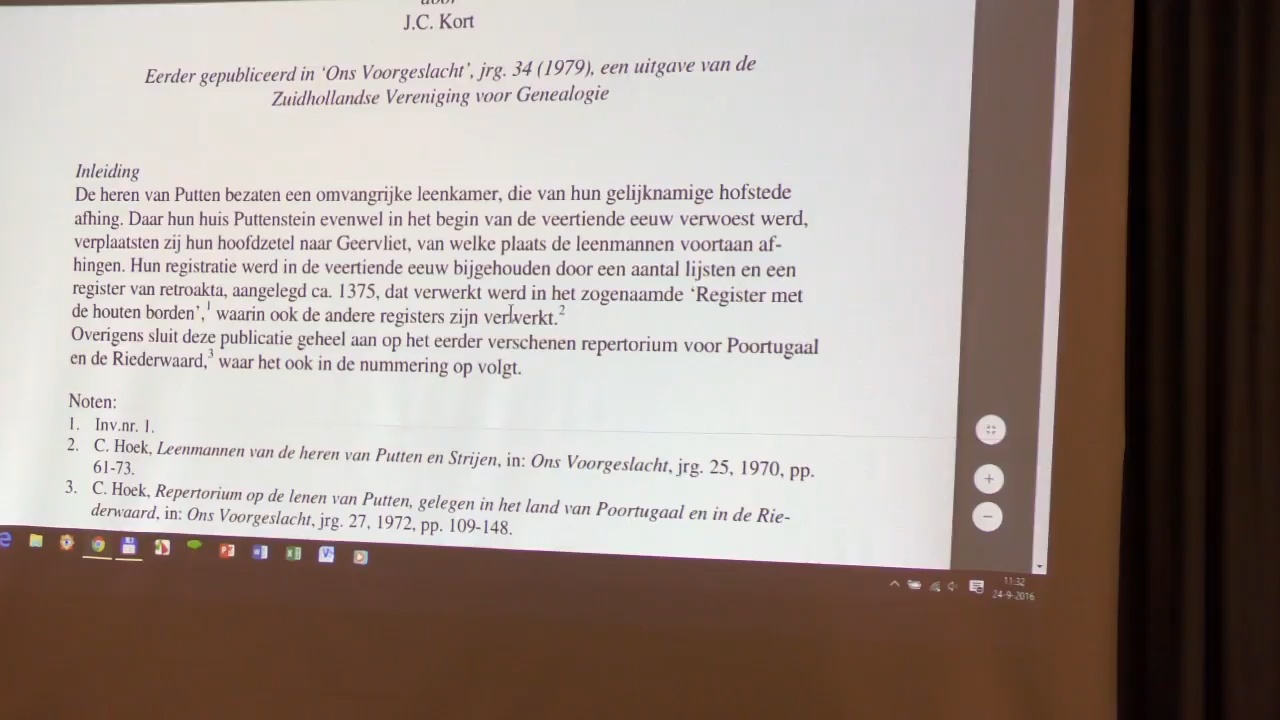 door
J.C. Kort
Eerder gepubliceerd in ‘Ons Voorgeslacht’, jrg. 34 (1979), een uitgave van de
Zuidhollandse Vereniging voor Genealogie
Inleiding
De heren van Putten bezaten een omvangrijke leenkamer, die van hun gelijknamige hofstede
afhing. Daar hun huis Puttenstein evenwel in het begin van de veertiende eeuw verwoest werd,
verplaatsten zij hun hoofdzetel naar Geervliet, van welke plaats de leenmannen voortaan af-
hingen. Hun registratie werd in de veertiende eeuw bijgehouden door een aantal lijsten en een
register van retroakta, aangelegd ca. 1375, dat verwerkt werd in het zogenaamde ‘Register met
de houten borden’,1 waarin ook de andere registers zijn verwerkt.2
Overigens sluit deze publicatie geheel aan op het eerder verschenen repertorium voor Poortugaal
en de Riederwaard,3 waar het ook in de nummering op volgt.
Noten:
1. Inv.nr. 1.
2. C. Hoek, Leenmannen van de heren van Putten en Strijen, in: Ons Voorgeslacht, jrg. 25, 1970, pp.
61-73.
3. C. Hoek, Repertorium op de lenen van Putten, gelegen in het land van Poortugaal en in de Rie-
derwaard, in: Ons Voorgeslacht, jrg. 27, 1972, pp. 109-148.
11:32
24-9-2016